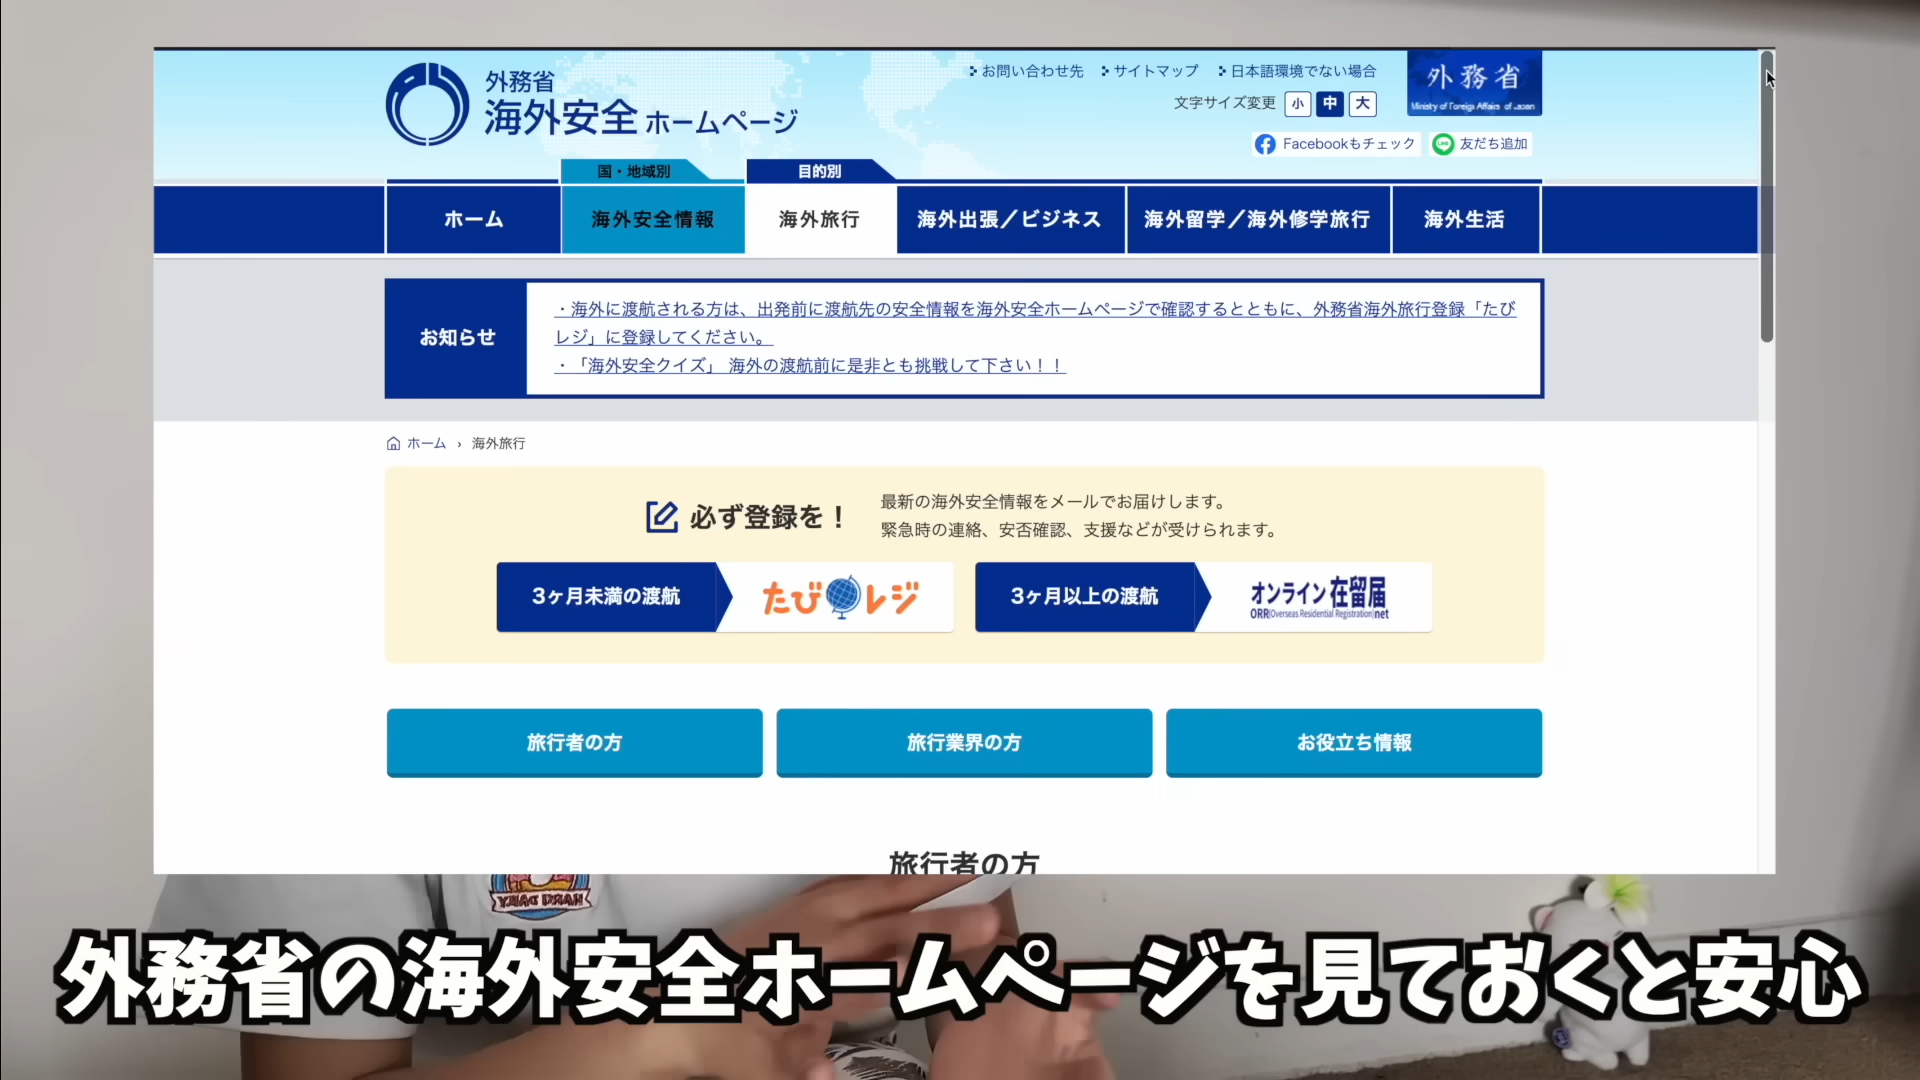 外務省
海外安全 ホームページ
お問い合わせ先 サイトマップ 日本語環境でない場合
文字サイズ変更 小 中 大
外務省
Ministry of Foreign Affairs of Japan
Facebookもチェック 友だち追加
国・地域別 目的別
ホーム 海外安全情報 海外旅行 海外出張／ビジネス 海外留学／海外修学旅行 海外生活
お知らせ
・海外に渡航される方は、出発前に渡航先の安全情報を海外安全ホームページで確認するとともに、外務省海外旅行登録「たび
レジ」に登録してください。
・「海外安全クイズ」 海外の渡航前に是非とも挑戦して下さい！！
ホーム › 海外旅行
必ず登録を！
最新の海外安全情報をメールでお届けします。
緊急時の連絡、安否確認、支援などが受けられます。
3ヶ月未満の渡航 たびレジ
3ヶ月以上の渡航 オンライン在留届
ORR(Overseas Residential Registration)net
旅行者の方 旅行業界の方 お役立ち情報
旅行者の方
外務省の海外安全ホームページを見ておくと安心